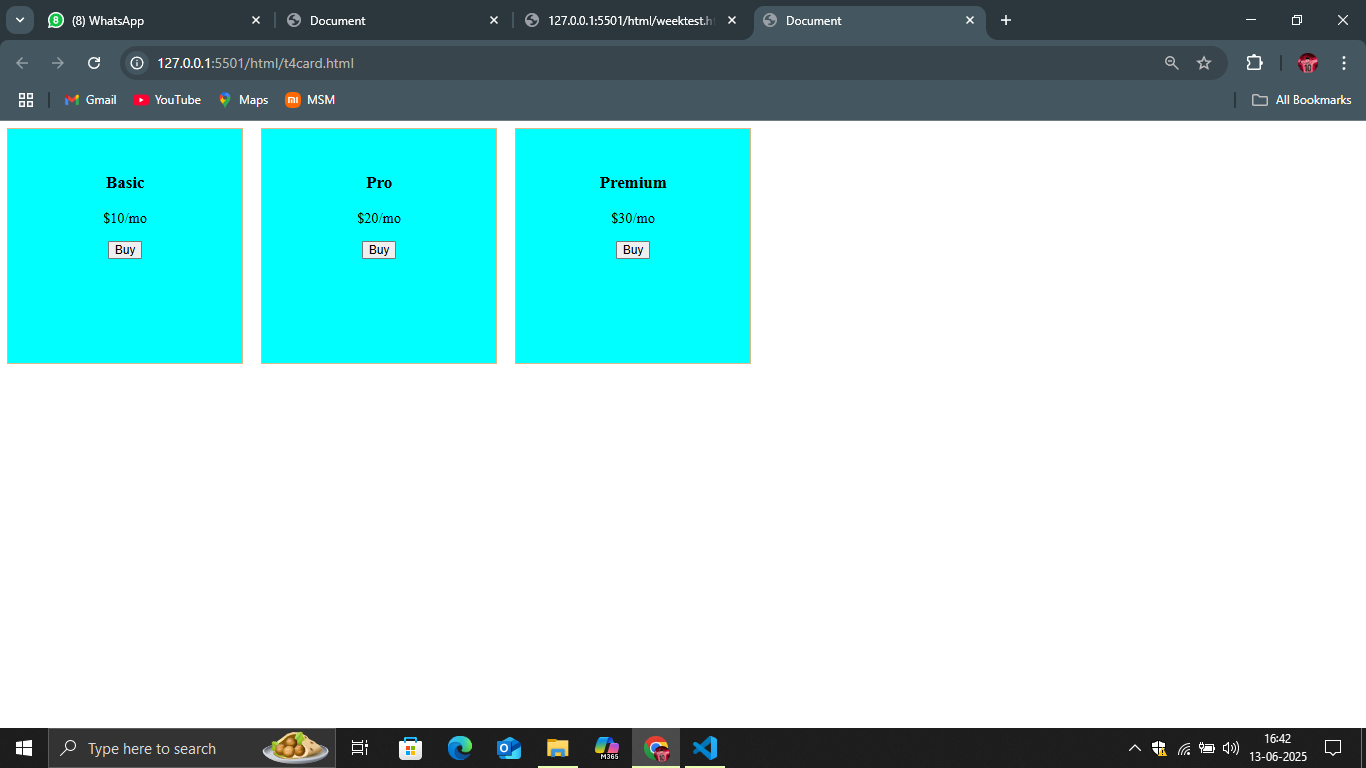 8 (8) WhatsApp
Document
127.0.0.1:5501/html/weektest.h
Document
127.0.0.1:5501/html/t4card.html
Gmail
YouTube
Maps
MSM
All Bookmarks
Basic
Pro
Premium
$10/mo
$20/mo
$30/mo
Buy
Buy
Buy
Type here to search
M365
16:42
13-06-2025